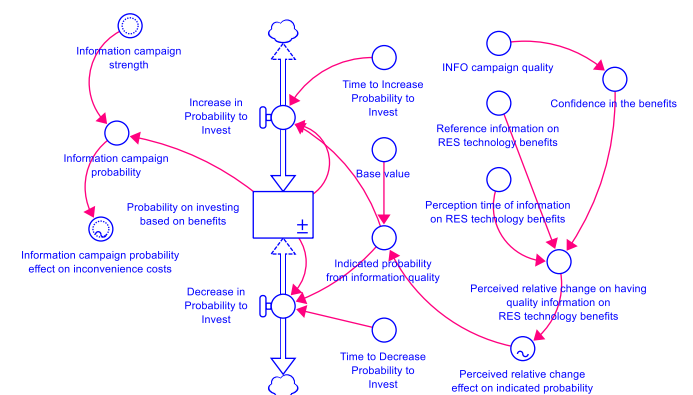 Information campaign
strength
INFO campaign quality
Time to Increase
Probability to
Invest
Confidence in the benefits
Increase in
Probability to
Invest
Reference information on
RES technology benefits
Information campaign
probability
Base value
Probability on investing
based on benefits
Perception time of information
on RES technology benefits
Information campaign probability
effect on inconvenience costs
Indicated probability
from information quality
Perceived relative change on having
quality information on
RES technology benefits
Decrease in
Probability to
Invest
Time to Decrease
Probability to
Invest
Perceived relative change
effect on indicated probability